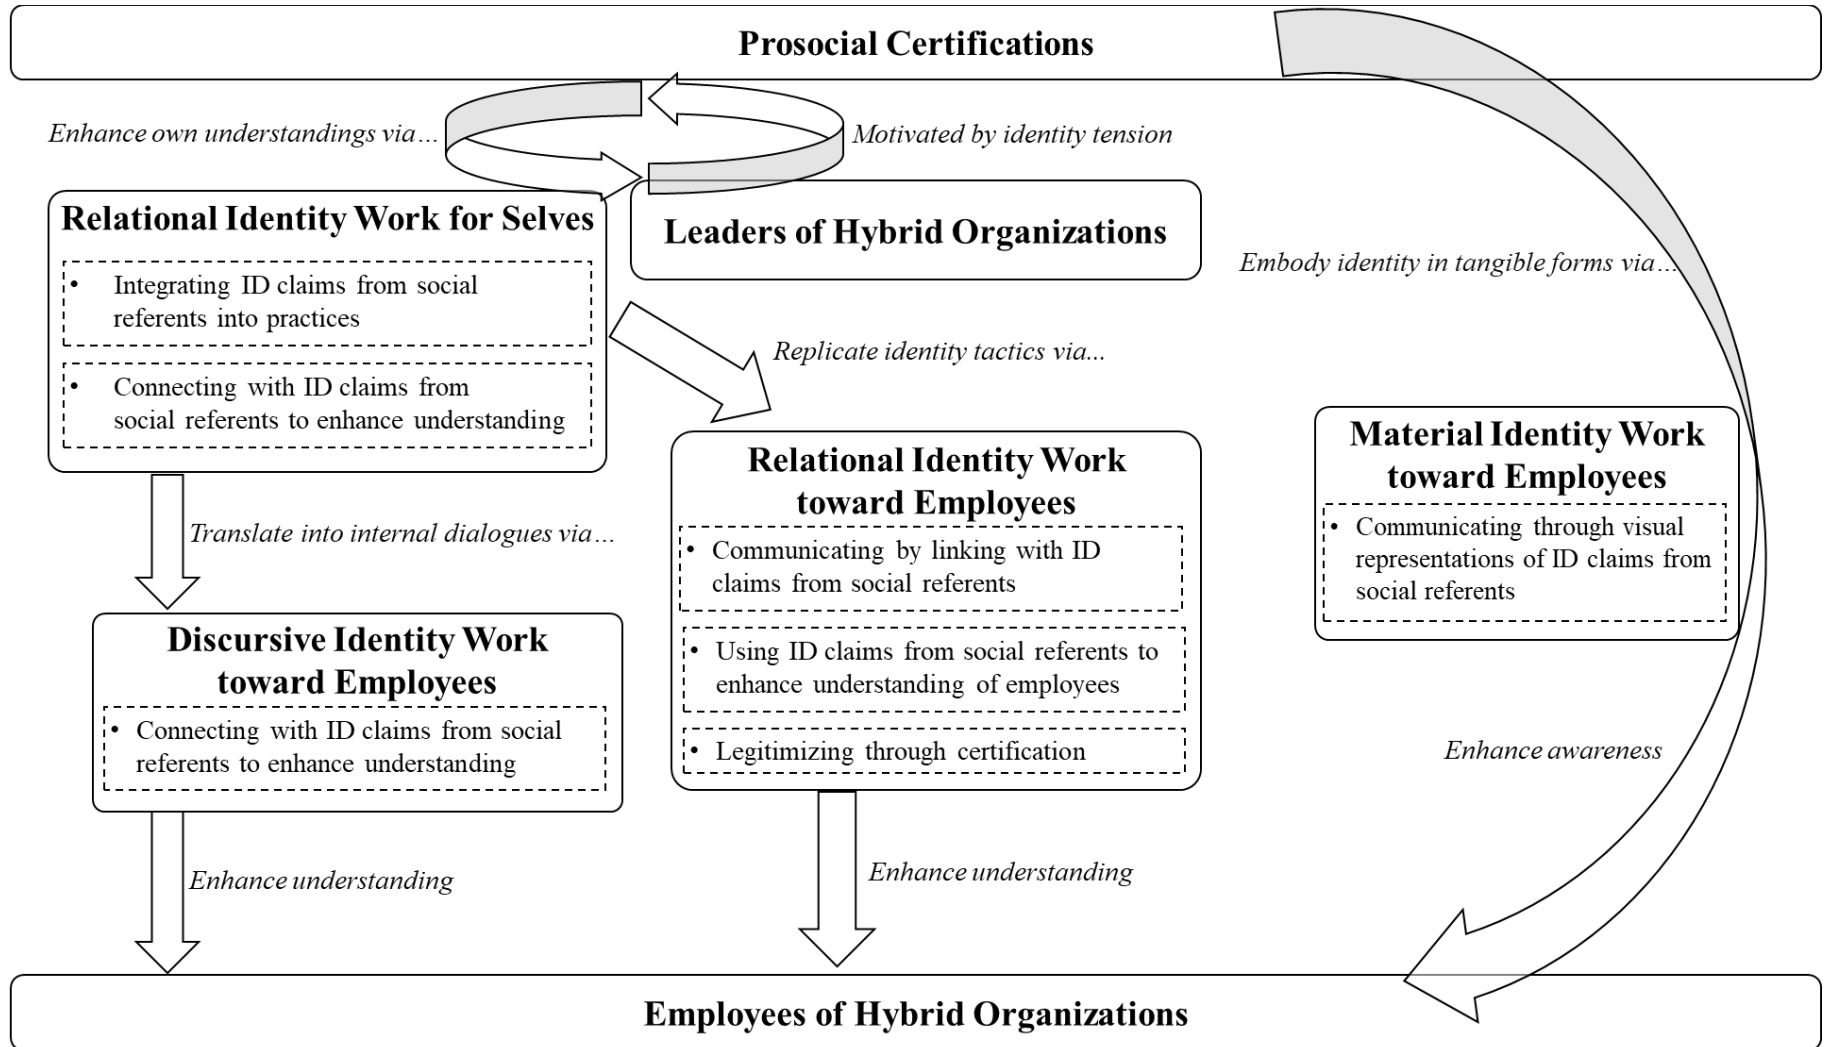 Prosocial Certifications
Enhance own understandings via…
Motivated by identity tension
Relational Identity Work for Selves
• Integrating ID claims from social
referents into practices
• Connecting with ID claims from
social referents to enhance understanding
Leaders of Hybrid Organizations
Embody identity in tangible forms via…
Replicate identity tactics via...
Translate into internal dialogues via…
Relational Identity Work
toward Employees
• Communicating by linking with ID
claims from social referents
• Using ID claims from social referents to
enhance understanding of employees
• Legitimizing through certification
Material Identity Work
toward Employees
• Communicating through visual
representations of ID claims from
social referents
Discursive Identity Work
toward Employees
• Connecting with ID claims from social
referents to enhance understanding
Enhance understanding
Enhance understanding
Enhance awareness
Employees of Hybrid Organizations